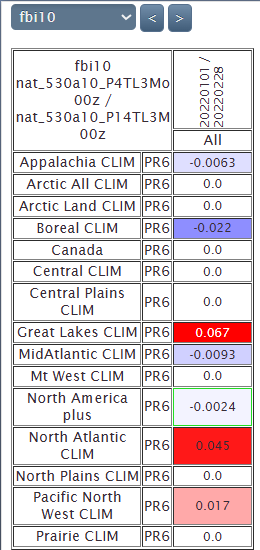 fbi10
< >
fbi10
nat_530a10_P4TL3Mo
00z /
nat_530a10_P14TL3M
00z
20220101 /
20220228
All
Appalachia CLIM PR6 -0.0063
Arctic All CLIM PR6 0.0
Arctic Land CLIM PR6 0.0
Boreal CLIM PR6 -0.022
Canada PR6 0.0
Central CLIM PR6 0.0
Central Plains
CLIM PR6 0.0
Great Lakes CLIM PR6 0.067
MidAtlantic CLIM PR6 -0.0093
Mt West CLIM PR6 0.0
North America
plus PR6 -0.0024
North Atlantic
CLIM PR6 0.045
North Plains CLIM PR6 0.0
Pacific North
West CLIM PR6 0.017
Prairie CLIM PR6 0.0